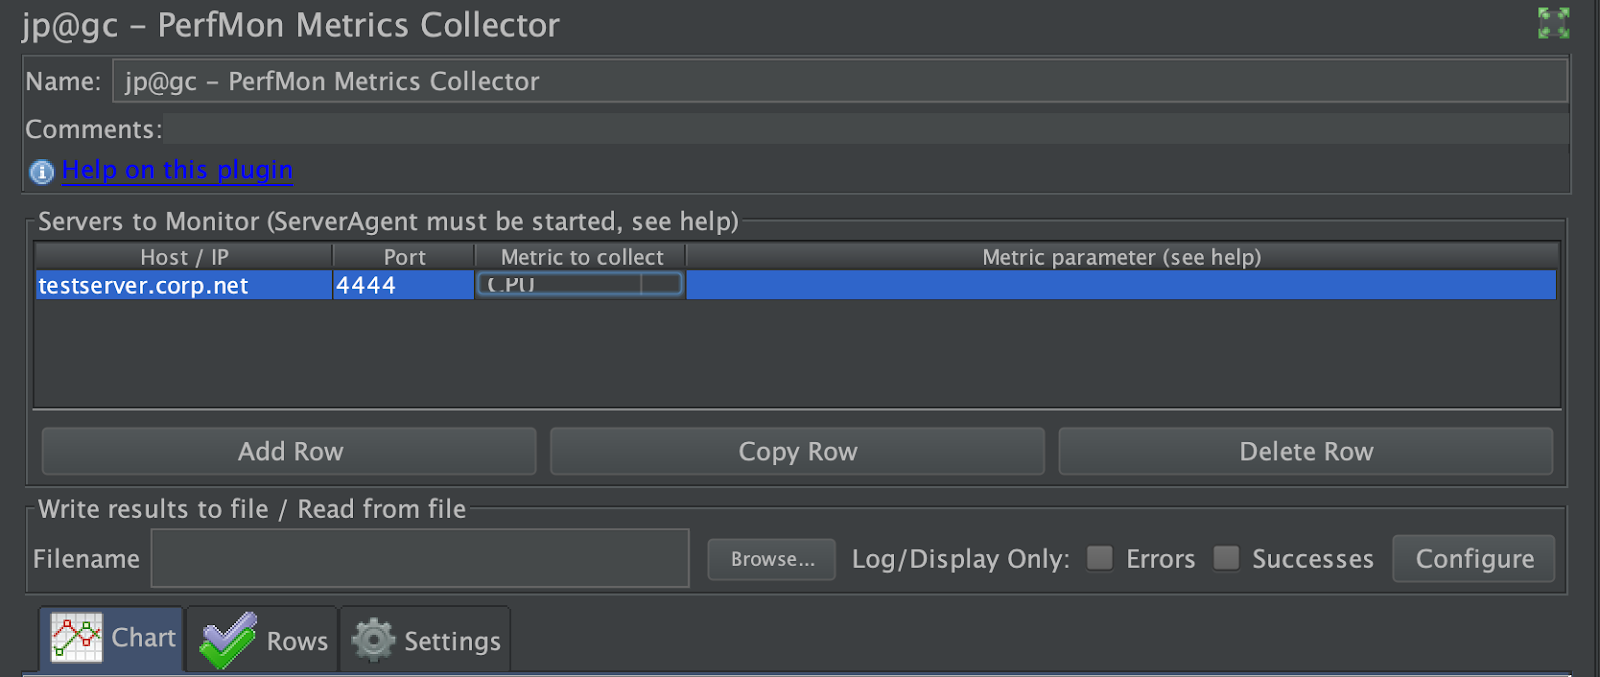 jp@gc – PerfMon Metrics Collector
Name: jp@gc – PerfMon Metrics Collector
Comments:
Help on this plugin
Servers to Monitor (ServerAgent must be started, see help)
Host / IP Port Metric to collect Metric parameter (see help)
testserver.corp.net 4444 CPU
Add Row Copy Row Delete Row
Write results to file / Read from file
Filename Browse... Log/Display Only: Errors Successes Configure
Chart Rows Settings